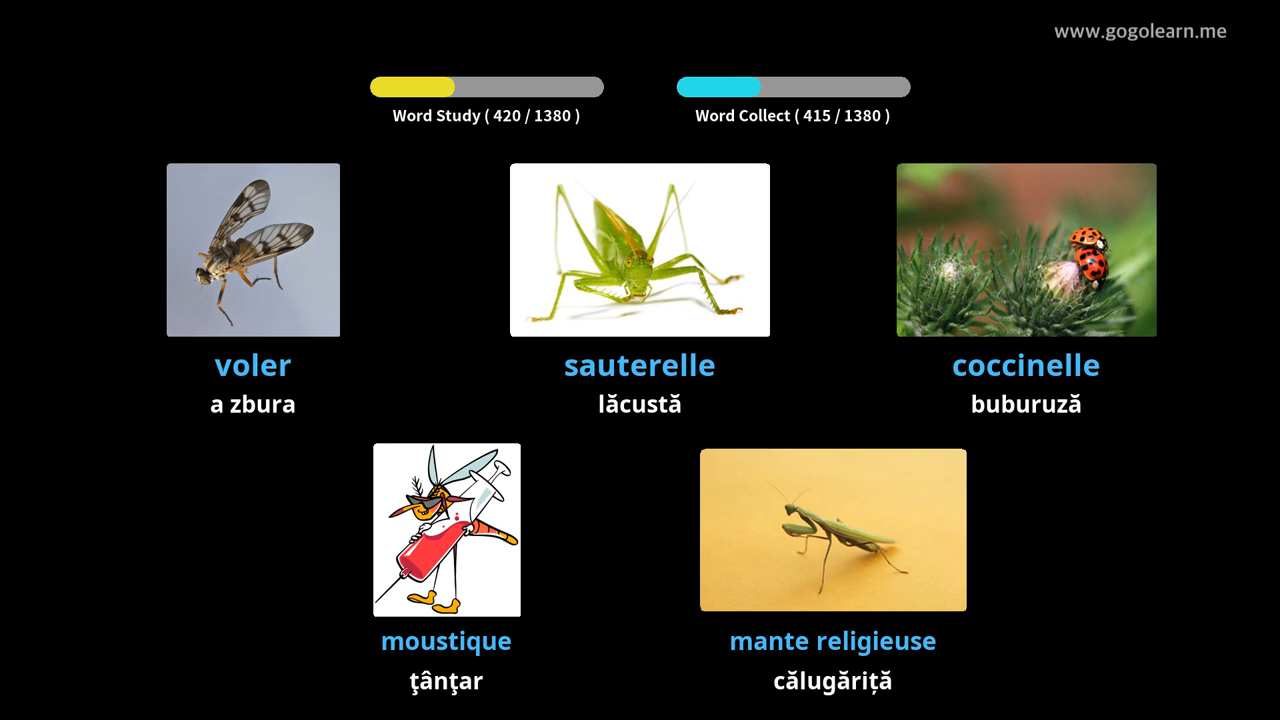 www.gogolearn.me
Word Study ( 420 / 1380 )
Word Collect ( 415 / 1380 )
voler
sauterelle
coccinelle
a zbura
lăcustă
buburuză
moustique
mante religieuse
ţânţar
călugăriță